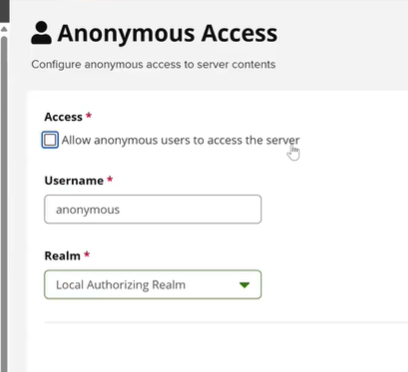 Anonymous Access
Configure anonymous access to server contents
Access *
Allow anonymous users to access the server
Username *
anonymous
Realm *
Local Authorizing Realm